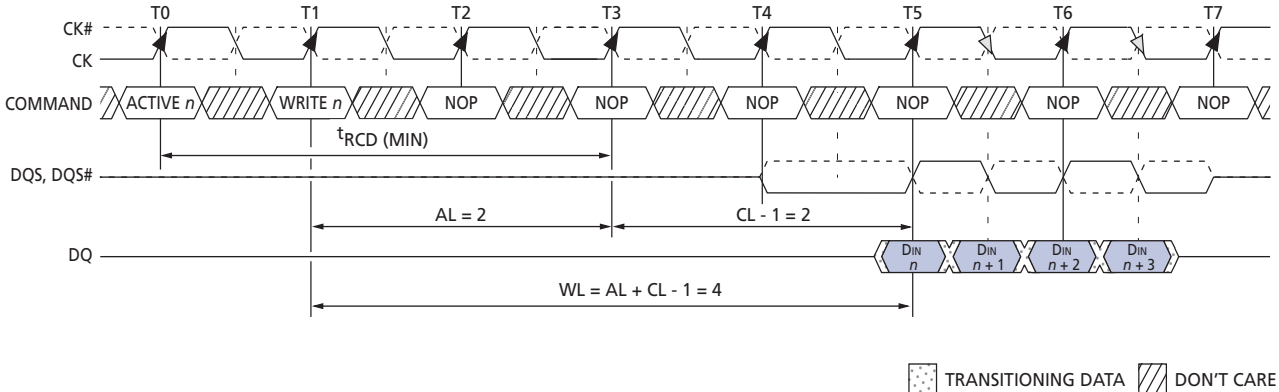 T0 T1 T2 T3 T4 T5 T6 T7
CK#
CK
COMMAND ACTIVE n WRITE n NOP NOP NOP NOP NOP NOP
tRCD (MIN)
DQS, DQS#
AL = 2 CL - 1 = 2
DQ DIN n DIN n + 1 DIN n + 2 DIN n + 3
WL = AL + CL - 1 = 4
TRANSITIONING DATA DON'T CARE